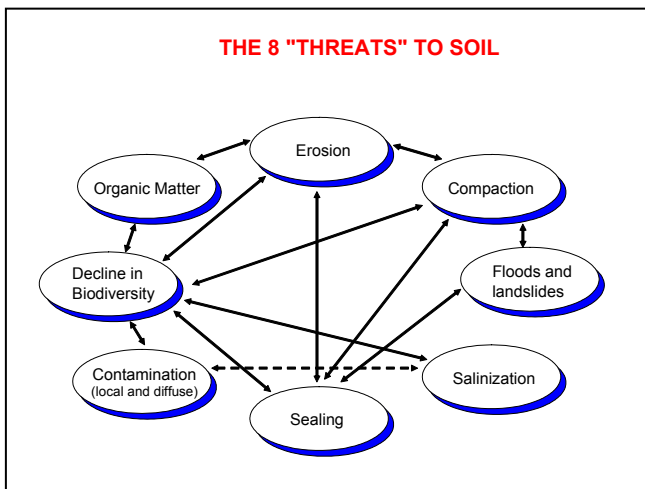 THE 8 "THREATS" TO SOIL
Erosion
Organic Matter
Compaction
Decline in
Biodiversity
Floods and
landslides
Contamination
(local and diffuse)
Salinization
Sealing